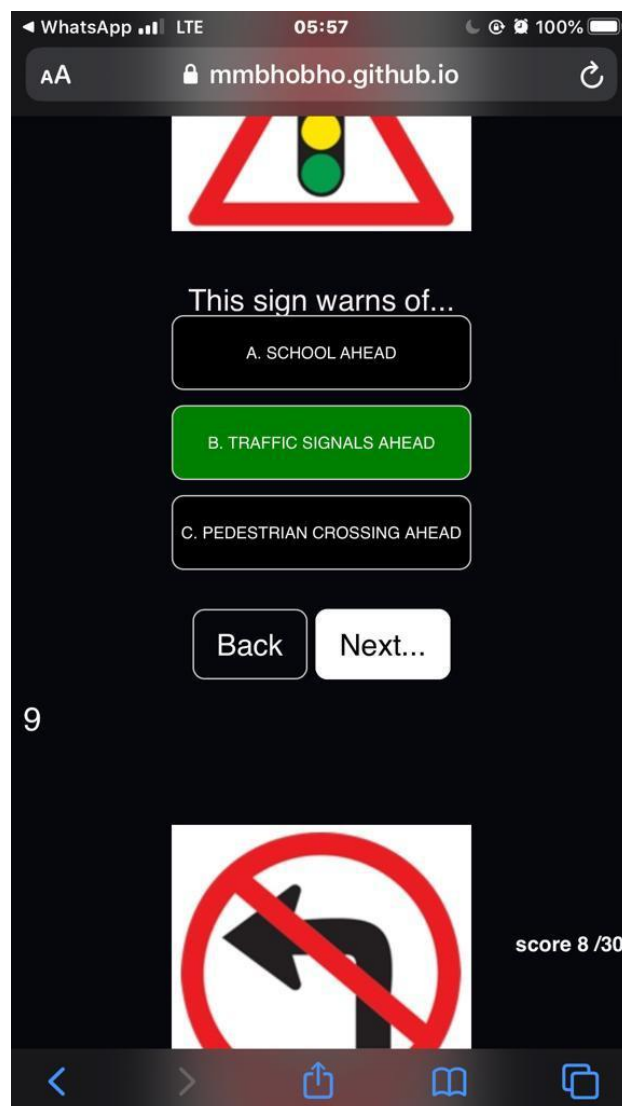 ◀ WhatsApp LTE 05:57 100%
AA mmbhobho.github.io
This sign warns of...
A. SCHOOL AHEAD
B. TRAFFIC SIGNALS AHEAD
C. PEDESTRIAN CROSSING AHEAD
Back Next...
9
score 8 /30